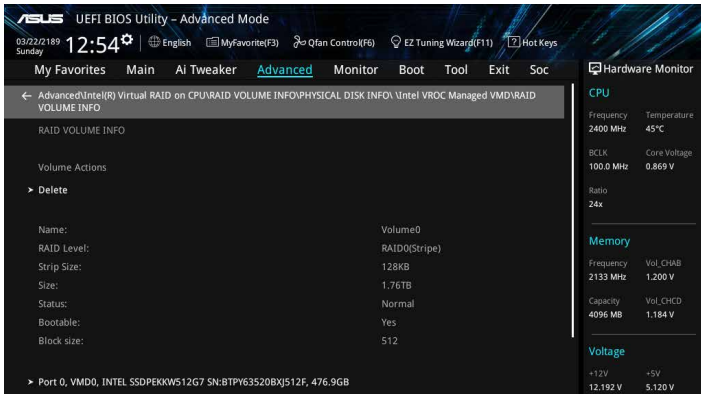 ASUS UEFI BIOS Utility – Advanced Mode
03/22/2189 Sunday 12:54 English MyFavorite(F3) Qfan Control(F6) EZ Tuning Wizard(F11) ? Hot Keys
My Favorites Main Ai Tweaker Advanced Monitor Boot Tool Exit Soc
Advanced\Intel(R) Virtual RAID on CPU\RAID VOLUME INFO\PHYSICAL DISK INFO\ \Intel VROC Managed VMD\RAID
VOLUME INFO
RAID VOLUME INFO
Volume Actions
> Delete
Name: Volume0
RAID Level: RAID0(Stripe)
Strip Size: 128KB
Size: 1.76TB
Status: Normal
Bootable: Yes
Block size: 512
> Port 0, VMD0, INTEL SSDPEKKW512G7 SN:BTPY63520BXJ512F, 476.9GB
Hardware Monitor
CPU
Frequency Temperature
2400 MHz 45°C
BCLK Core Voltage
100.0 MHz 0.869 V
Ratio
24x
Memory
Frequency Vol_CHAB
2133 MHz 1.200 V
Capacity Vol_CHCD
4096 MB 1.184 V
Voltage
+12V +5V
12.192 V 5.120 V